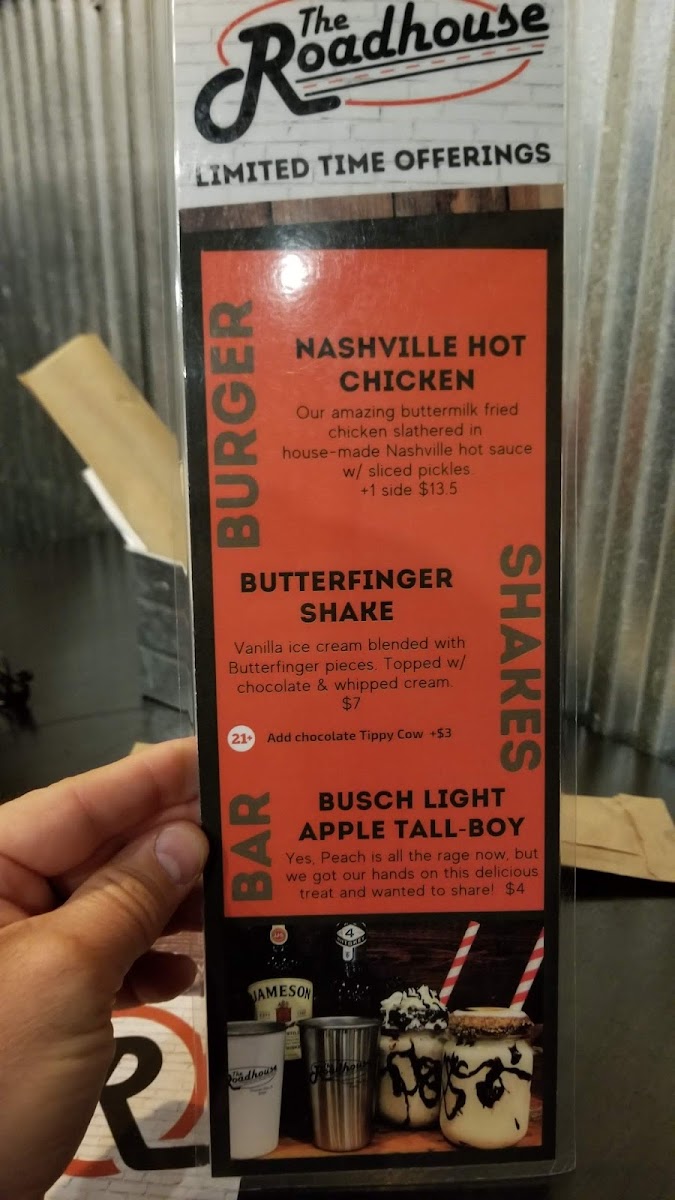 The
Roadhouse
LIMITED TIME OFFERINGS
BURGER
NASHVILLE HOT
CHICKEN
Our amazing buttermilk fried
chicken slathered in
house-made Nashville hot sauce
w/ sliced pickles.
+1 side $13.5
SHAKES
BUTTERFINGER
SHAKE
Vanilla ice cream blended with
Butterfinger pieces. Topped w/
chocolate & whipped cream.
$7
21+ Add chocolate Tippy Cow +$3
BAR
BUSCH LIGHT
APPLE TALL-BOY
Yes, Peach is all the rage now, but
we got our hands on this delicious
treat and wanted to share! $4
4
JAMESON
The
Roadhouse
The
Roadhouse
R